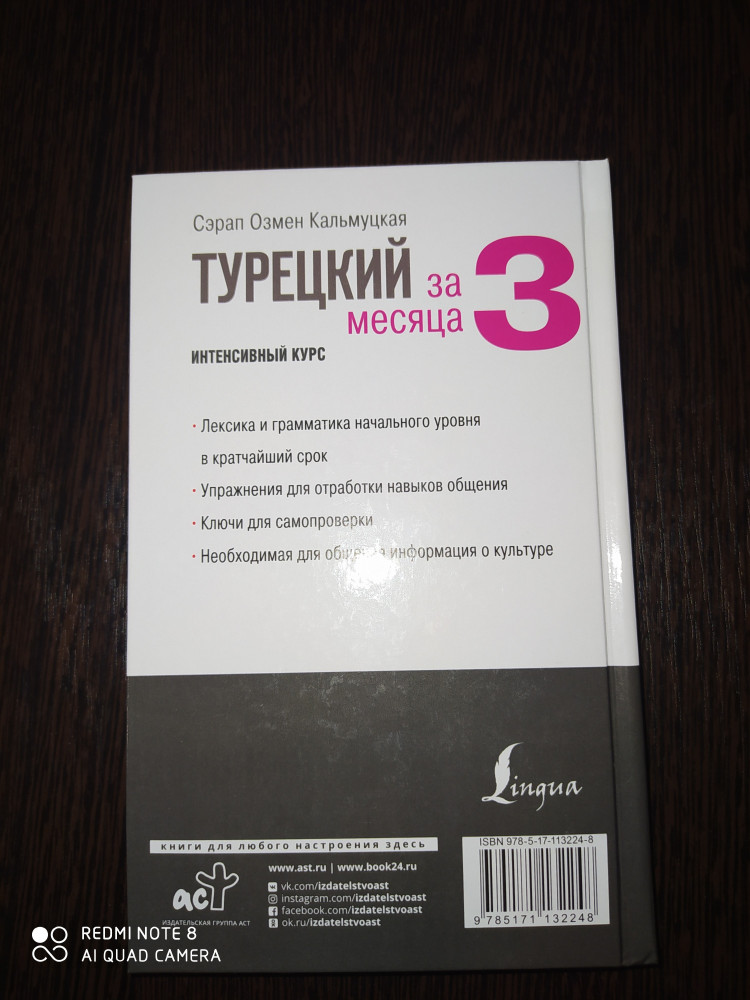 Сэрап Озмен Кальмуцкая
ТУРЕЦКИЙ за 3
месяца
ИНТЕНСИВНЫЙ КУРС
· Лексика и грамматика начального уровня
в кратчайший срок
· Упражнения для отработки навыков общения
· Ключи для самопроверки
· Необходимая для общения информация о культуре
Lingua
книги для любого настроения здесь
www.ast.ru | www.book24.ru
vk.com/izdatelstvoast
instagram.com/izdatelstvoast
facebook.com/izdatelstvoast
ok.ru/izdatelstvoast
аст
ИЗДАТЕЛЬСКАЯ ГРУППА АСТ
ISBN 978-5-17-113224-8
9 785171 132248
REDMI NOTE 8
AI QUAD CAMERA